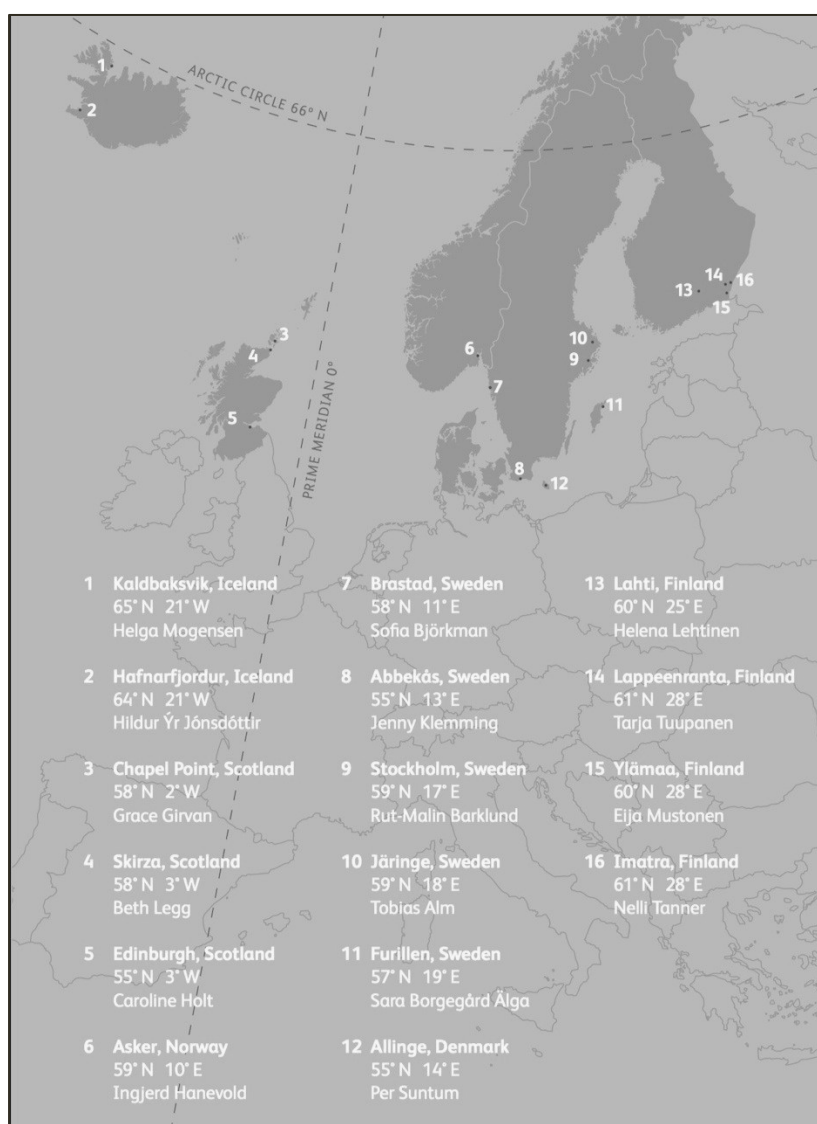 ARCTIC CIRCLE 66° N
PRIME MERIDIAN 0°
1
2
3
4
5
6
7
8
9
10
11
12
13
14
15
16
1 Kaldbaksvik, Iceland
65° N 21° W
Helga Mogensen
2 Hafnarfjordur, Iceland
64° N 21° W
Hildur Ýr Jónsdóttir
3 Chapel Point, Scotland
58° N 2° W
Grace Girvan
4 Skirza, Scotland
58° N 3° W
Beth Legg
5 Edinburgh, Scotland
55° N 3° W
Caroline Holt
6 Asker, Norway
59° N 10° E
Ingjerd Hanevold
7 Brastad, Sweden
58° N 11° E
Sofia Björkman
8 Abbekås, Sweden
55° N 13° E
Jenny Klemming
9 Stockholm, Sweden
59° N 17° E
Rut-Malin Barklund
10 Järinge, Sweden
59° N 18° E
Tobias Alm
11 Furillen, Sweden
57° N 19° E
Sara Borgegård Älga
12 Allinge, Denmark
55° N 14° E
Per Suntum
13 Lahti, Finland
60° N 25° E
Helena Lehtinen
14 Lappeenranta, Finland
61° N 28° E
Tarja Tuupanen
15 Ylämaa, Finland
60° N 28° E
Eija Mustonen
16 Imatra, Finland
61° N 28° E
Nelli Tanner